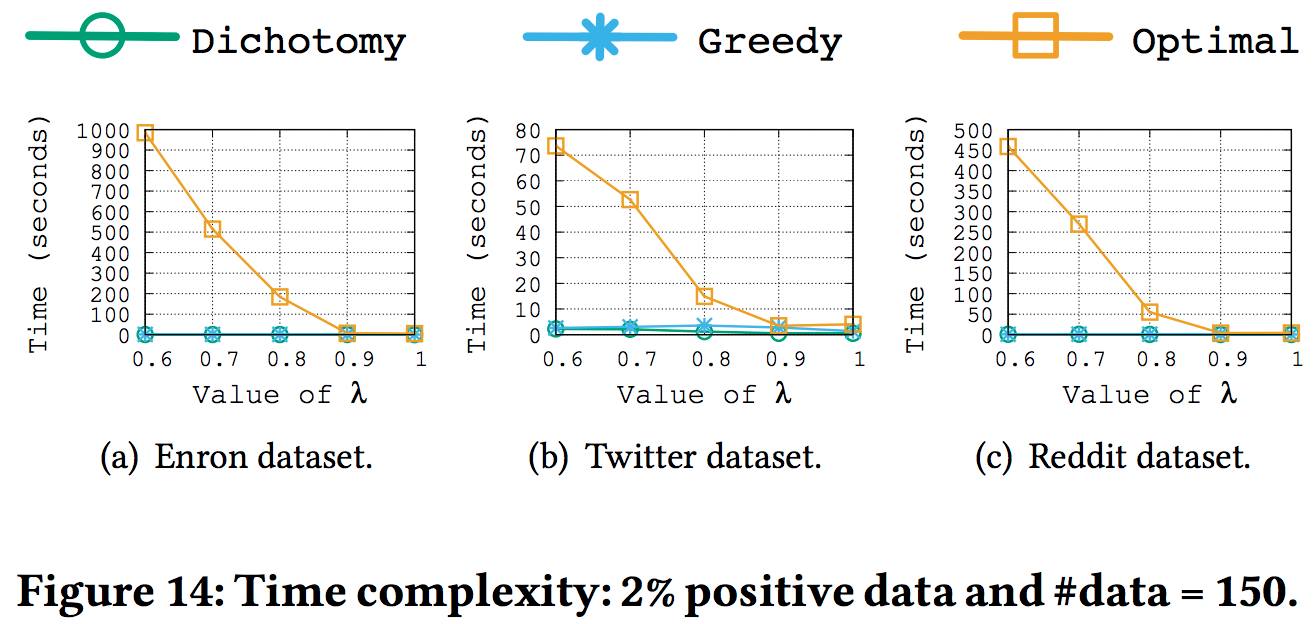 Dichotomy Greedy Optimal
Time (seconds)
1000
900
800
700
600
500
400
300
200
100
0
0.6 0.7 0.8 0.9 1
Value of λ
(a) Enron dataset.
Time (seconds)
80
70
60
50
40
30
20
10
0
0.6 0.7 0.8 0.9 1
Value of λ
(b) Twitter dataset.
Time (seconds)
500
450
400
350
300
250
200
150
100
50
0
0.6 0.7 0.8 0.9 1
Value of λ
(c) Reddit dataset.
Figure 14: Time complexity: 2% positive data and #data = 150.